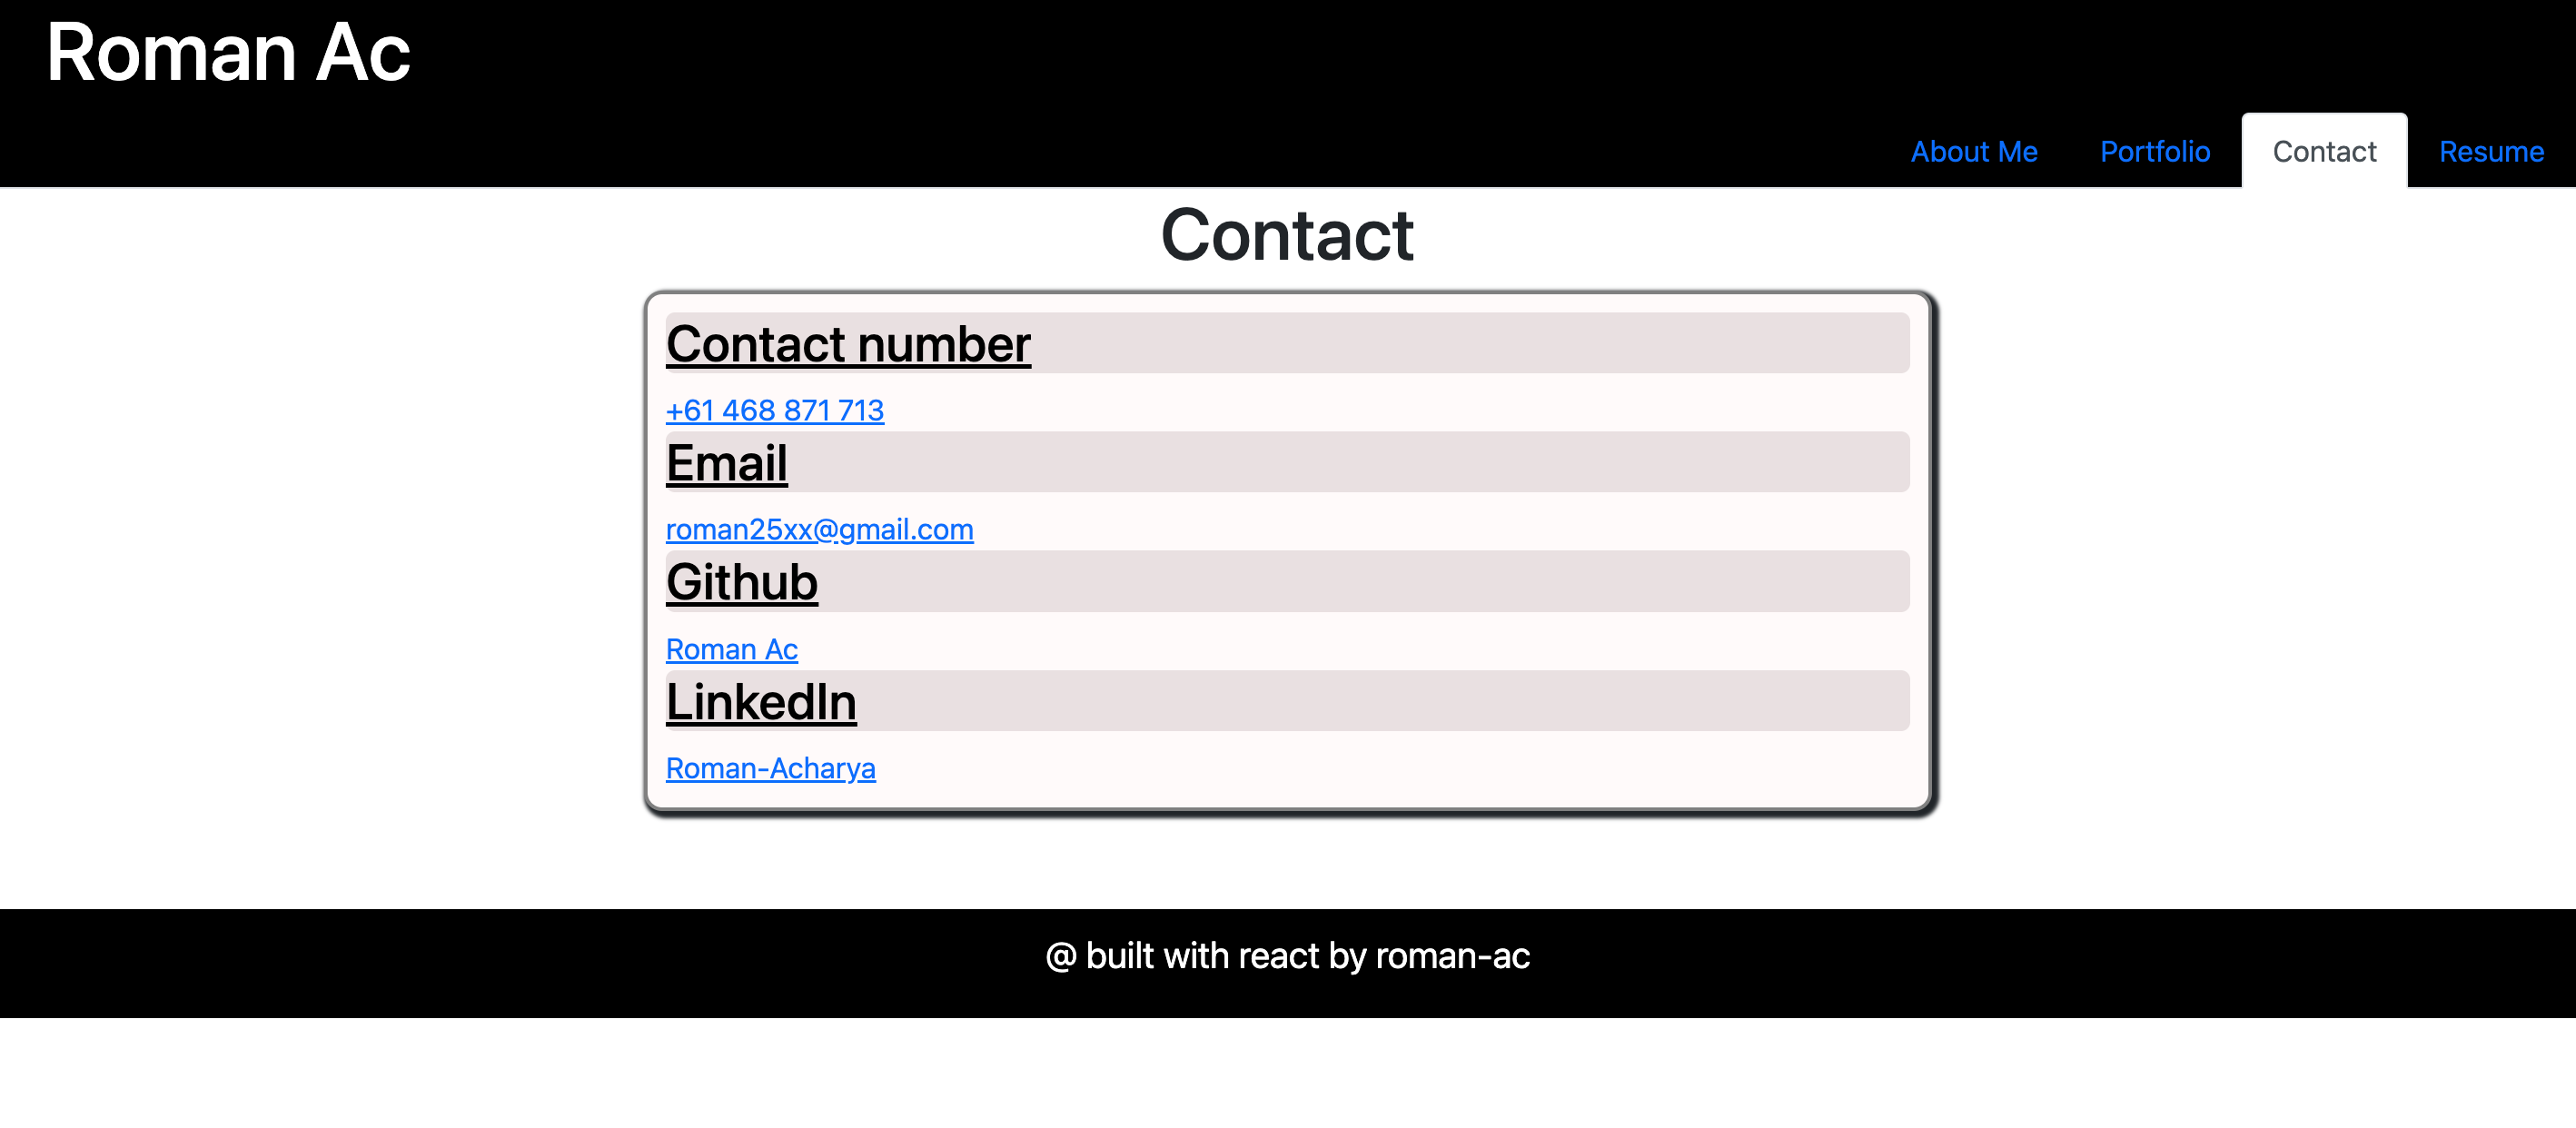 Roman Ac
About Me Portfolio Contact Resume
Contact
Contact number
+61 468 871 713
Email
roman25xx@gmail.com
Github
Roman Ac
LinkedIn
Roman-Acharya
@ built with react by roman-ac